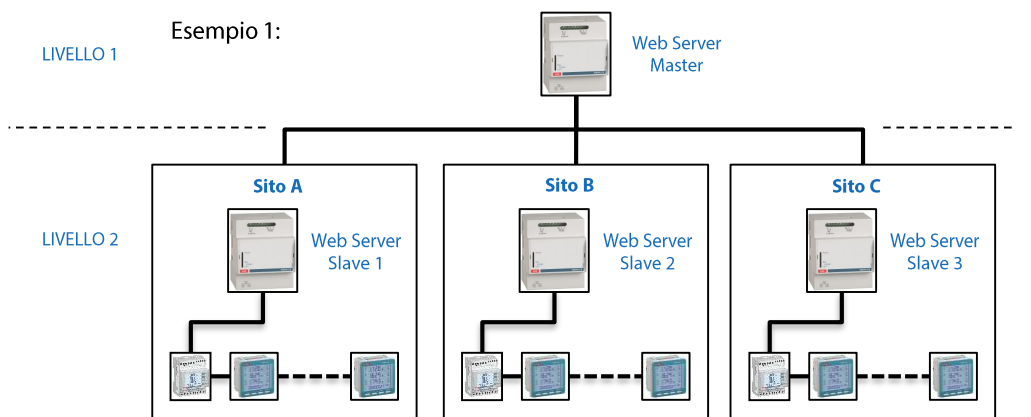 Esempio 1:
LIVELLO 1
Web Server
Master
Sito A
Sito B
Sito C
LIVELLO 2
Web Server
Slave 1
Web Server
Slave 2
Web Server
Slave 3